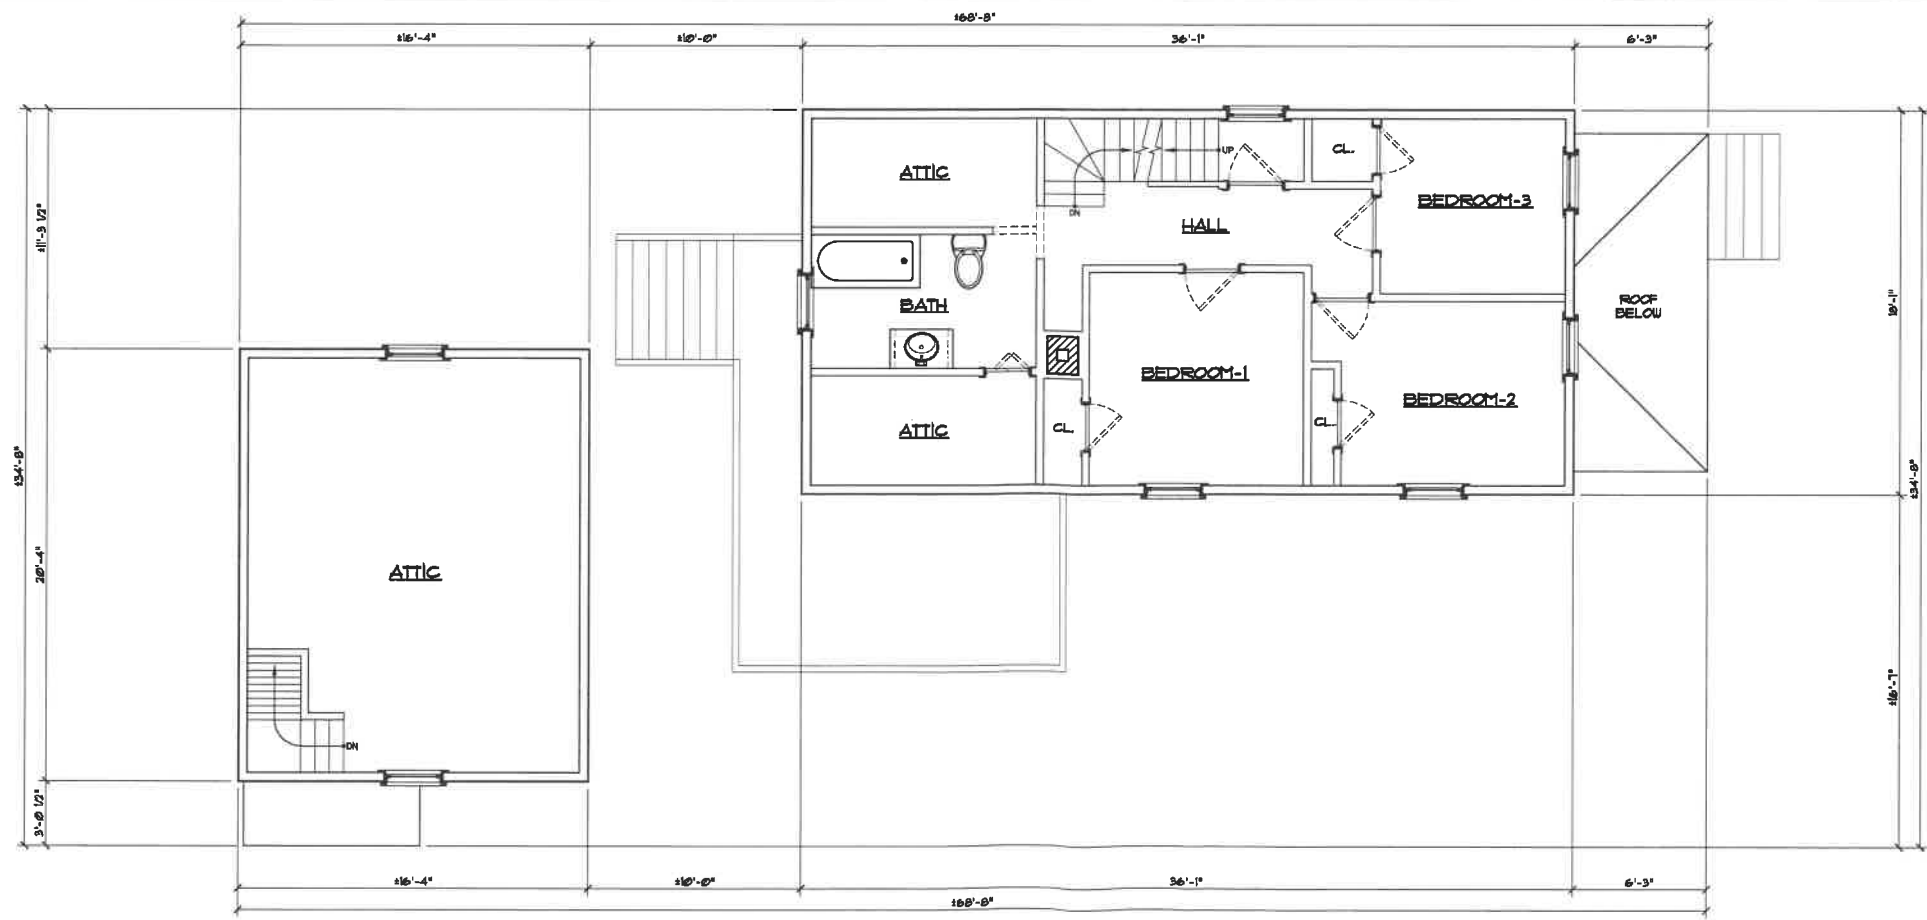 ±68'-8"
±16'-4"
±10'-0"
36'-1"
6'-3"
ATTIC
UP
CL.
BEDROOM-3
DN
HALL
±11'-3 1/2"
18'-1"
ROOF
BELOW
BATH
BEDROOM-1
BEDROOM-2
CL.
CL.
ATTIC
±34'-8"
±34'-8"
20'-4"
ATTIC
±16'-7"
DN
3'-0 1/2"
±16'-4"
±10'-0"
36'-1"
6'-3"
±68'-8"